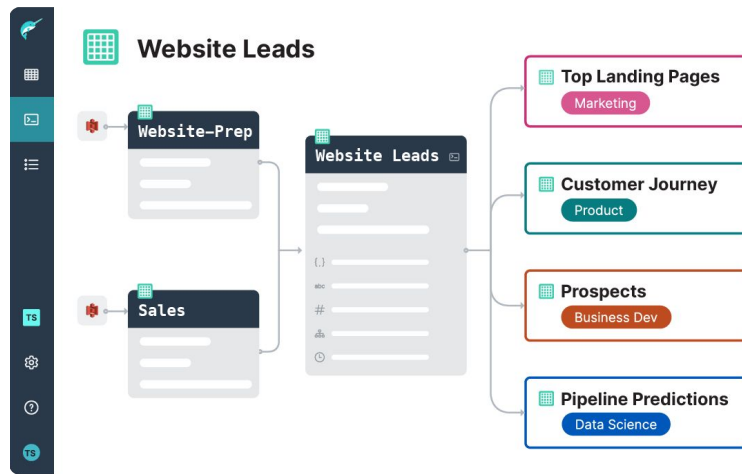 Website Leads
Top Landing Pages
Marketing
Website-Prep
Website Leads
Customer Journey
Product
{,}
abc
#
Sales
Prospects
Business Dev
TS
Pipeline Predictions
Data Science
TS